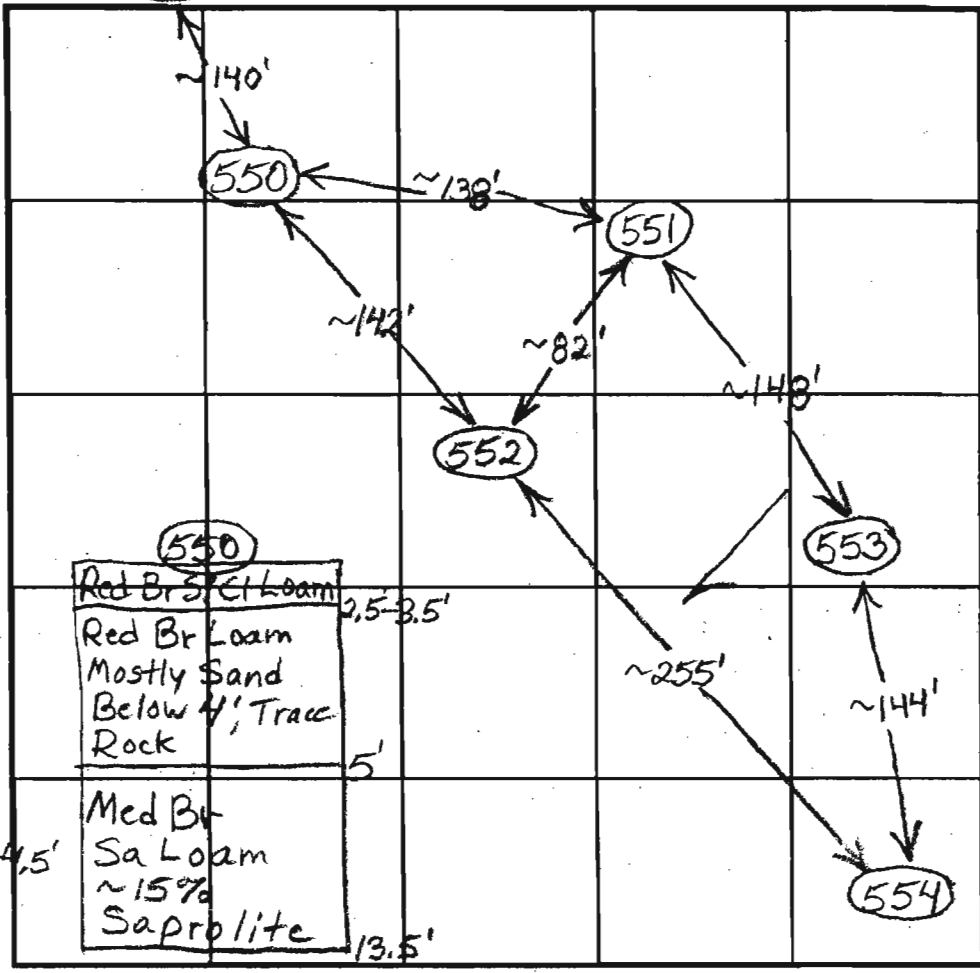 ~140'
550
~138'
551
~142'
~82'
~148'
552
550
553
Red Br Si Cl Loam
2.5-3.5'
Red Br Loam
Mostly Sand
Below 4', Trace
Rock
~255'
~144'
5'
Med Br
Sa Loam
4.5'
~15%
Saprolite
554
13.5'